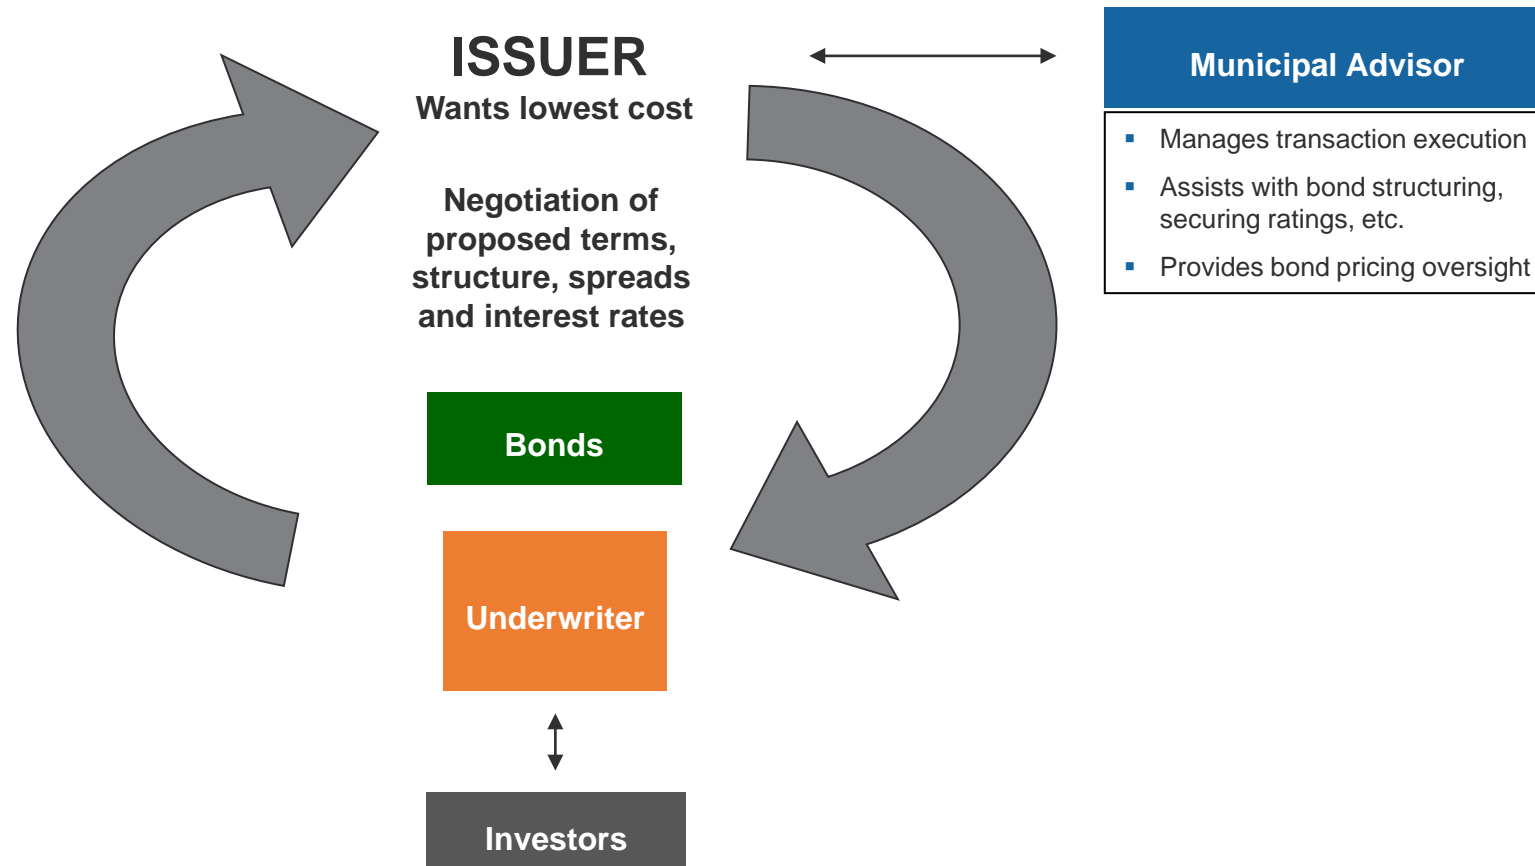 ISSUER
Wants lowest cost
Negotiation of
proposed terms,
structure, spreads
and interest rates
Bonds
Underwriter
Investors
Municipal Advisor
▪ Manages transaction execution
▪ Assists with bond structuring,
securing ratings, etc.
▪ Provides bond pricing oversight